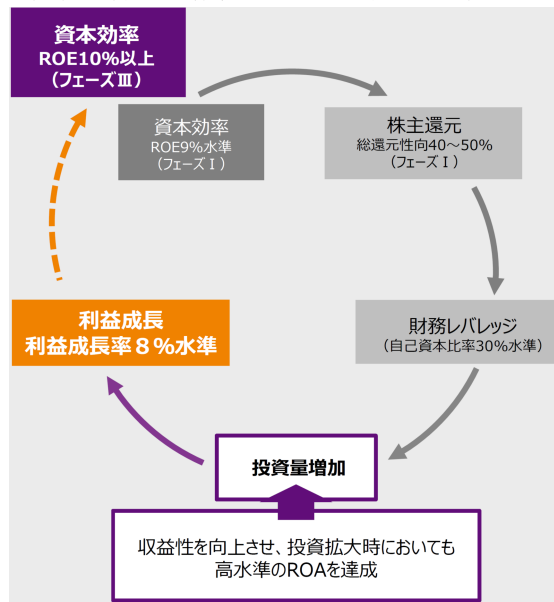 資本効率
ROE10%以上
（フェーズⅢ）
資本効率
ROE9%水準
（フェーズⅠ）
株主還元
総還元性向40～50%
（フェーズⅠ）
利益成長
利益成長率８％水準
財務レバレッジ
（自己資本比率30%水準）
投資量増加
収益性を向上させ、投資拡大時においても
高水準のROAを達成